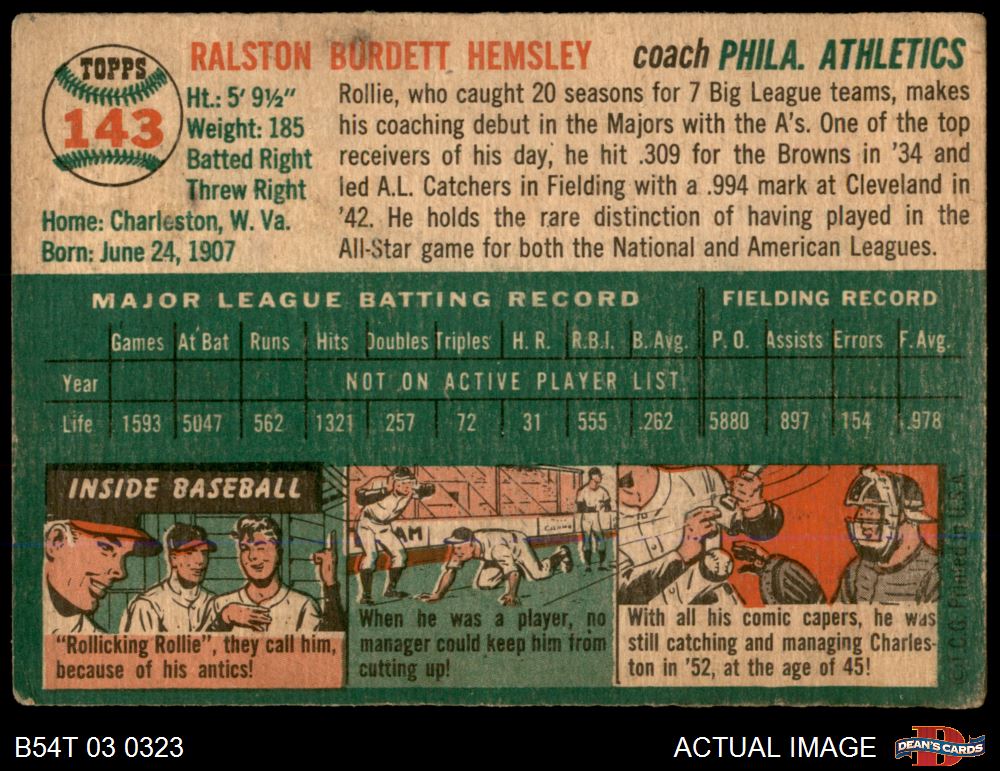 TOPPS
143
RALSTON BURDETT HEMSLEY coach PHILA. ATHLETICS
Ht.: 5' 9½"
Weight: 185
Batted Right
Threw Right
Home: Charleston, W. Va.
Born: June 24, 1907
Rollie, who caught 20 seasons for 7 Big League teams, makes
his coaching debut in the Majors with the A's. One of the top
receivers of his day, he hit .309 for the Browns in '34 and
led A.L. Catchers in Fielding with a .994 mark at Cleveland in
'42. He holds the rare distinction of having played in the
All-Star game for both the National and American Leagues.
MAJOR LEAGUE BATTING RECORD FIELDING RECORD
Games At Bat Runs Hits Doubles Triples H. R. R.B.I. B. Avg. P. O. Assists Errors F. Avg.
Year NOT ON ACTIVE PLAYER LIST
Life 1593 5047 562 1321 257 72 31 555 .262 5880 897 154 .978
INSIDE BASEBALL
"Rollicking Rollie", they call him,
because of his antics!
AM
When he was a player, no
manager could keep him from
cutting up!
With all his comic capers, he was
still catching and managing Charles-
ton in '52, at the age of 45!
© T.C.G. Printed in U.S.A.
B54T 03 0323
ACTUAL IMAGE
D
DEAN'S CARDS